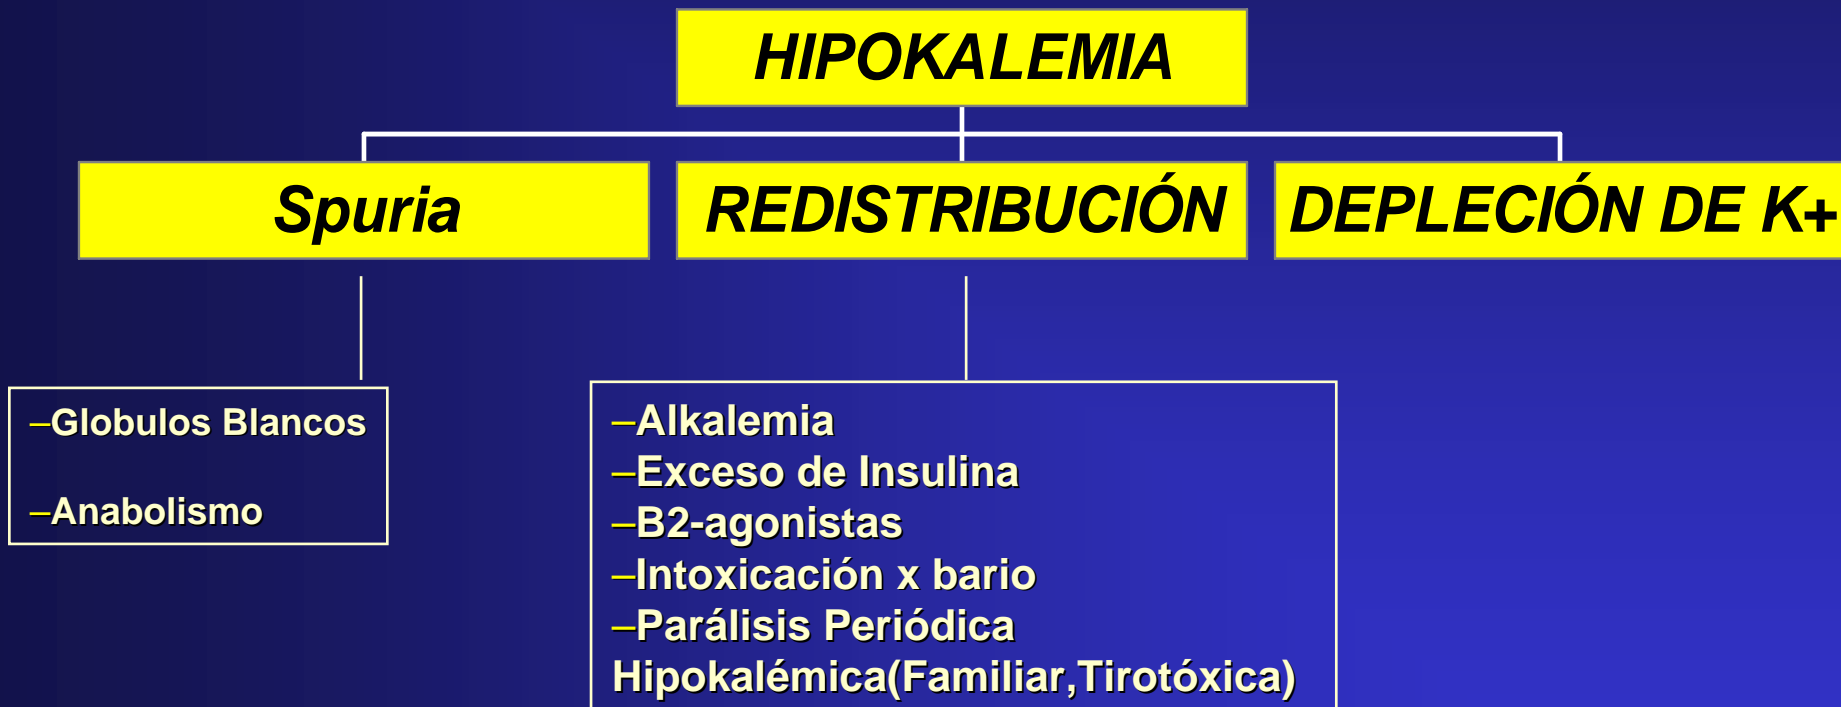 HIPOKALEMIA
Spuria
REDISTRIBUCIÓN
DEPLECIÓN DE K+
–Globulos Blancos
–Anabolismo
–Alkalemia
–Exceso de Insulina
–B2-agonistas
–Intoxicación x bario
–Parálisis Periódica
Hipokalémica(Familiar,Tirotóxica)